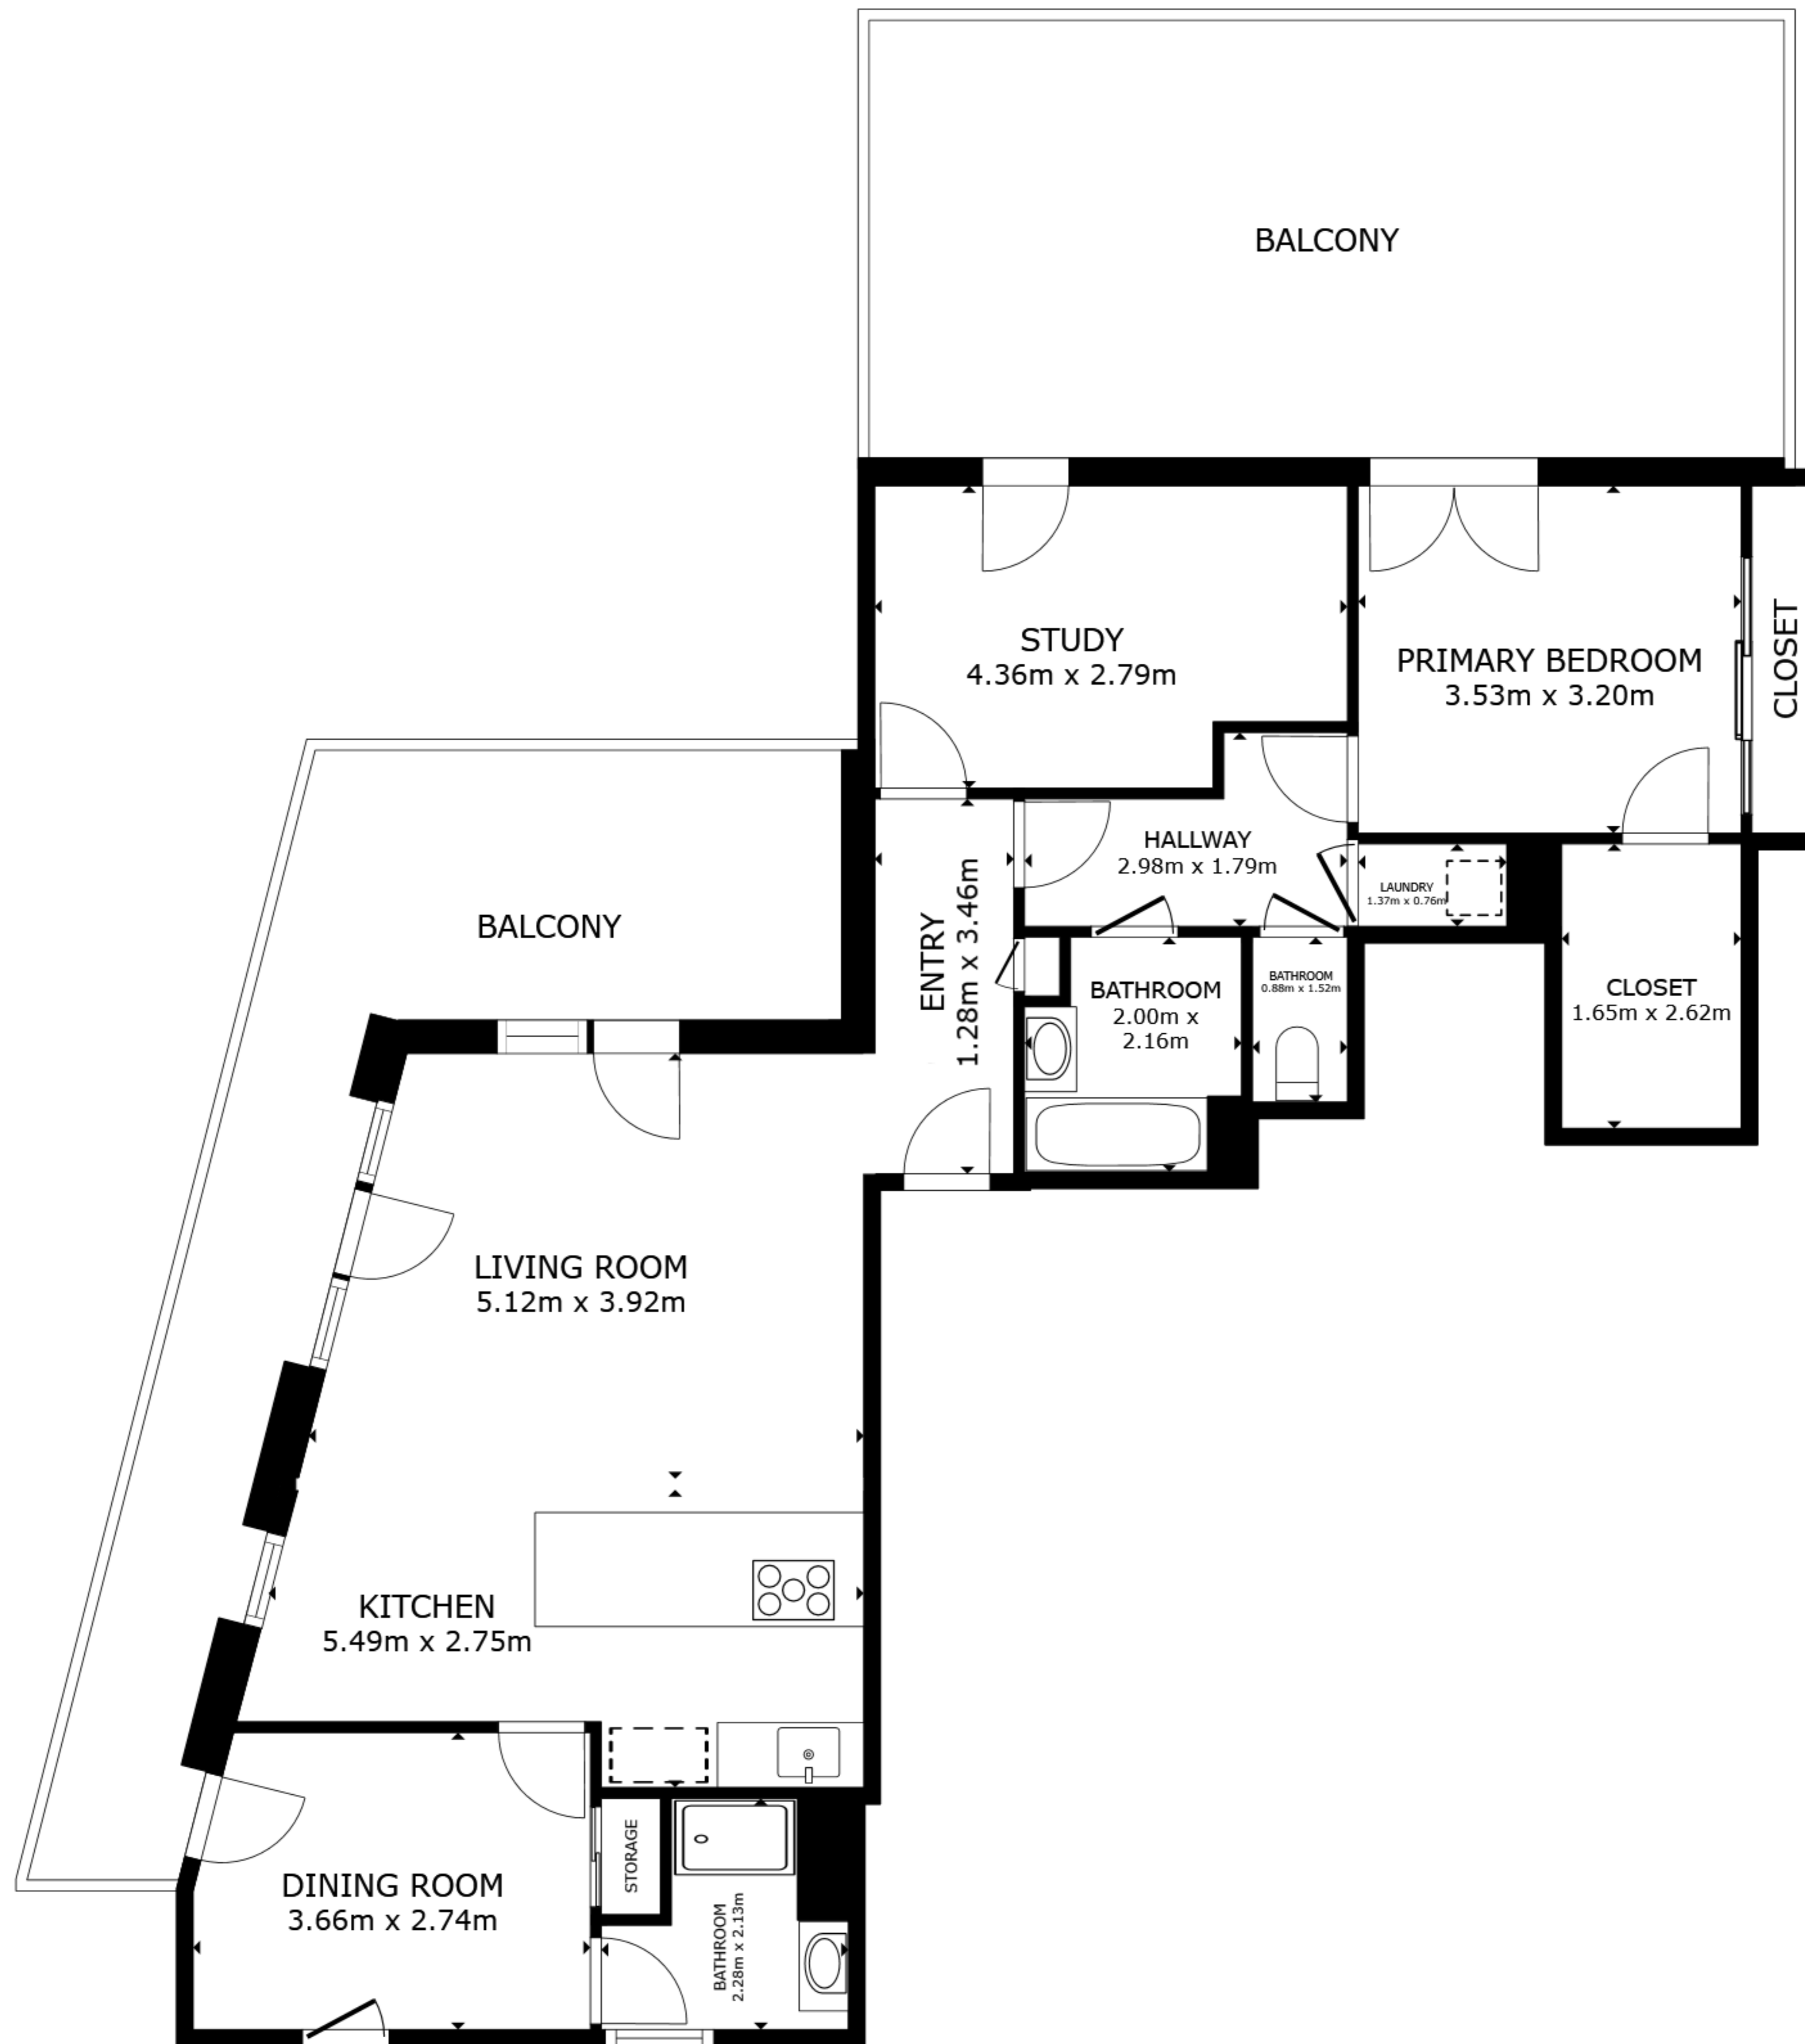 BALCONY
STUDY
4.36m x 2.79m
PRIMARY BEDROOM
3.53m x 3.20m
CLOSET
HALLWAY
2.98m x 1.79m
LAUNDRY
1.37m x 0.76m
BALCONY
ENTRY
1.28m x 3.46m
BATHROOM
2.00m x
2.16m
BATHROOM
0.88m x 1.52m
CLOSET
1.65m x 2.62m
LIVING ROOM
5.12m x 3.92m
KITCHEN
5.49m x 2.75m
DINING ROOM
3.66m x 2.74m
STORAGE
BATHROOM
2.28m x 2.13m